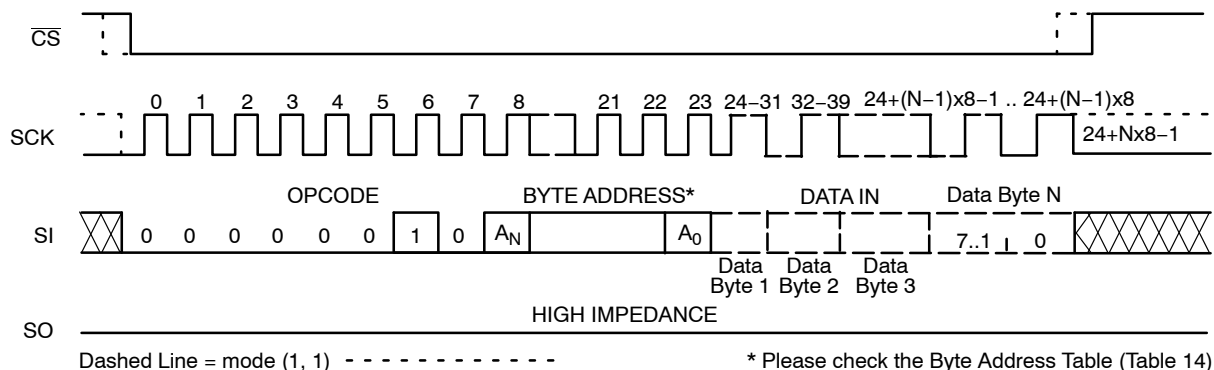 CS
0 1 2 3 4 5 6 7 8 21 22 23 24–31 32–39 24+(N–1)x8–1 .. 24+(N–1)x8
SCK
24+Nx8–1
OPCODE BYTE ADDRESS* DATA IN Data Byte N
SI
0 0 0 0 0 0 1 0 AN A0 7..1 0
Data Byte 1
Data Byte 2
Data Byte 3
HIGH IMPEDANCE
SO
Dashed Line = mode (1, 1) * Please check the Byte Address Table (Table 14)